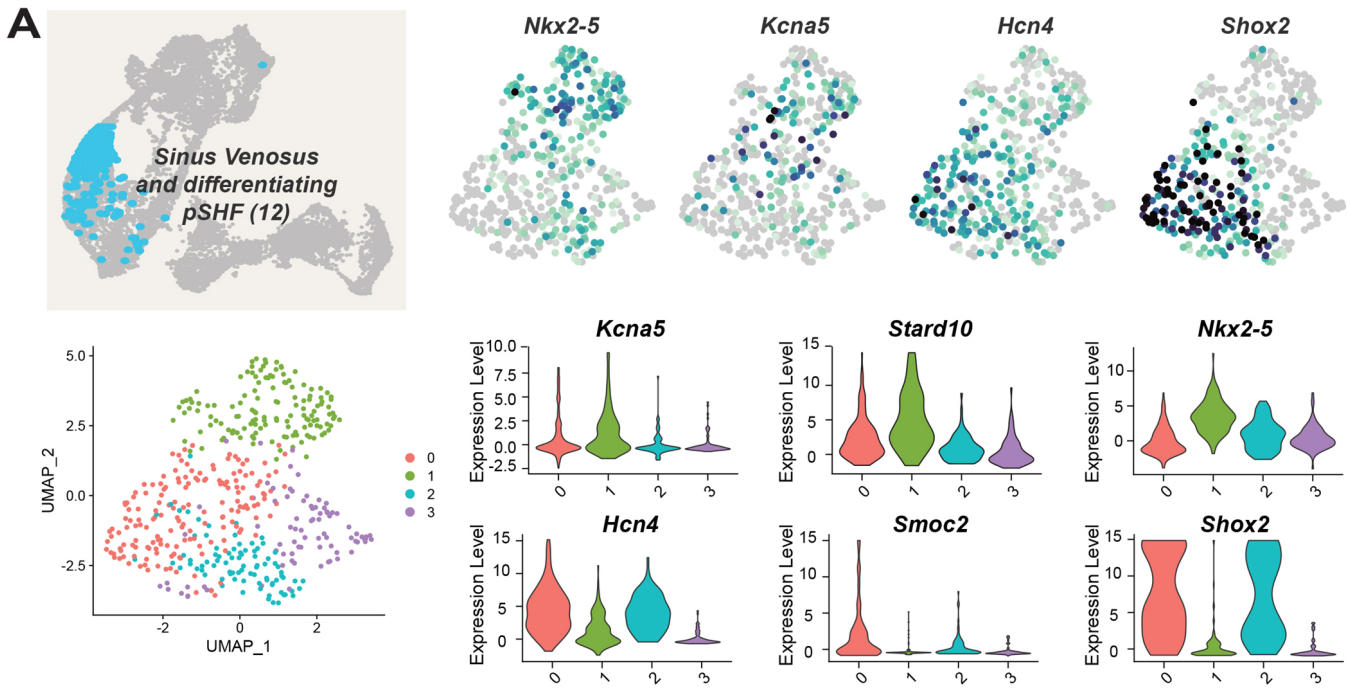 A
Sinus Venosus
and differentiating
pSHF (12)
Nkx2-5
Kcna5
Hcn4
Shox2
UMAP_2
5.0
2.5
0.0
-2.5
-2
0
2
UMAP_1
0
1
2
3
Kcna5
Expression Level
10.0
7.5
5.0
2.5
0.0
-2.5
0
1
2
3
Stard10
Expression Level
15
10
5
0
0
1
2
3
Nkx2-5
Expression Level
15
10
5
0
0
1
2
3
Hcn4
Expression Level
15
10
5
0
0
1
2
3
Smoc2
Expression Level
15
10
5
0
0
1
2
3
Shox2
Expression Level
15
10
5
0
0
1
2
3